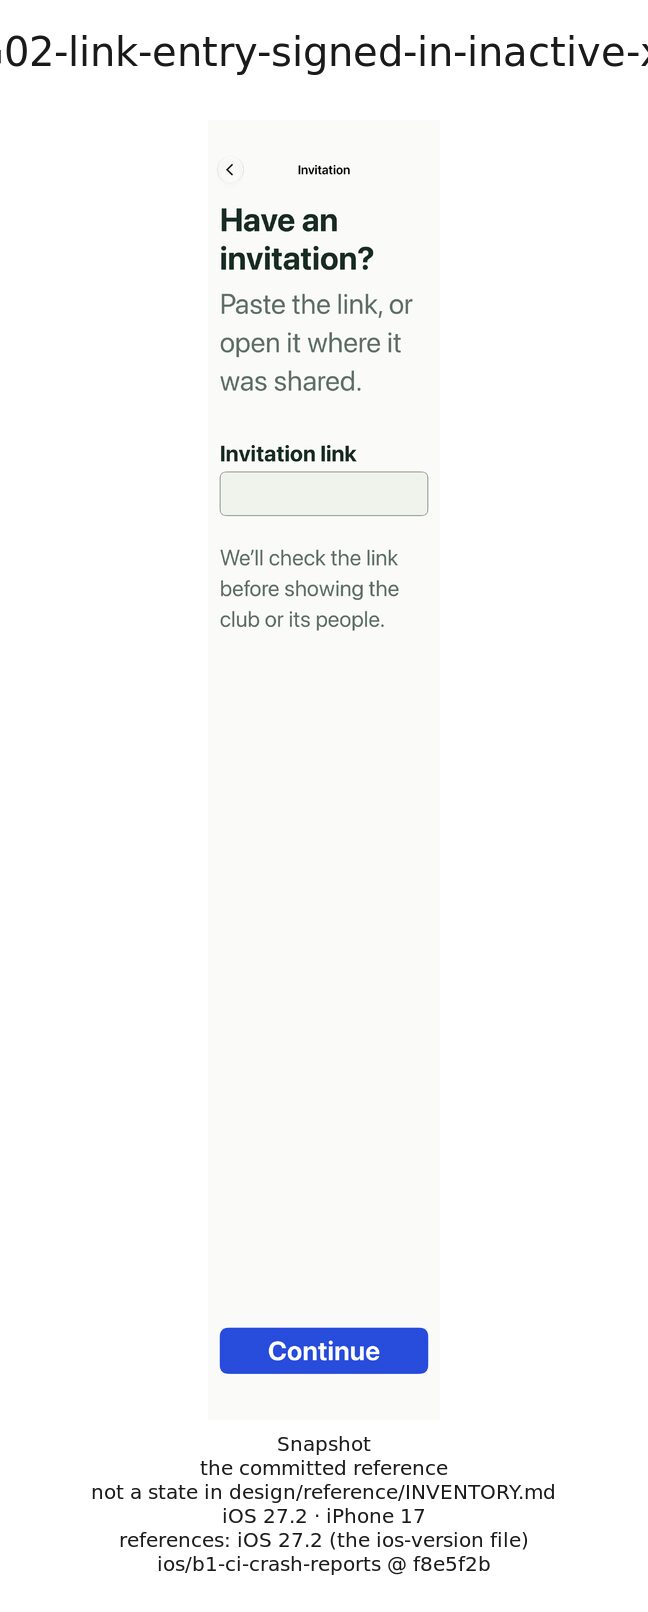 02-link-entry-signed-in-inactive-x
Invitation
Have an
invitation?
Paste the link, or
open it where it
was shared.
Invitation link
We’ll check the link
before showing the
club or its people.
Continue
Snapshot
the committed reference
not a state in design/reference/INVENTORY.md
iOS 27.2 · iPhone 17
references: iOS 27.2 (the ios-version file)
ios/b1-ci-crash-reports @ f8e5f2b